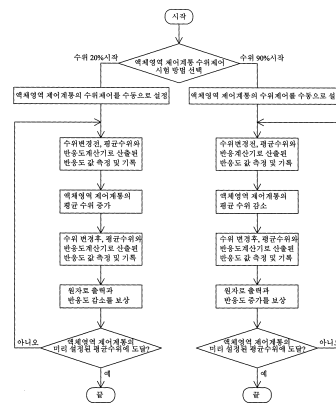 시작
액체영역 제어계통 수위제어
시험 방법 선택
수위 20%시작
수위 90%시작
액체영역 제어계통의 수위제어를 수동으로 설정
수위변경전, 평균수위와
반응도계산기로 산출된
반응도 값 측정 및 기록
액체영역 제어계통의
평균 수위 증가
수위 변경후, 평균수위와
반응도계산기로 산출된
반응도 값 측정 및 기록
원자로 출력과
반응도 감소를 보상
액체영역 제어계통의
미리 설정된 평균수위에 도달?
아니오
예
끝
액체영역 제어계통의 수위제어를 수동으로 설
수위변경전, 평균수위와
반응도계산기로 산출된
반응도 값 측정 및 기록
액체영역 제어계통의
평균 수위 감소
수위 변경후, 평균수위와
반응도계산기로 산출된
반응도 값 측정 및 기록
원자로 출력과
반응도 증가를 보상
액체영역 제어계통의
미리 설정된 평균수위에 도달?
아니오
예
끝